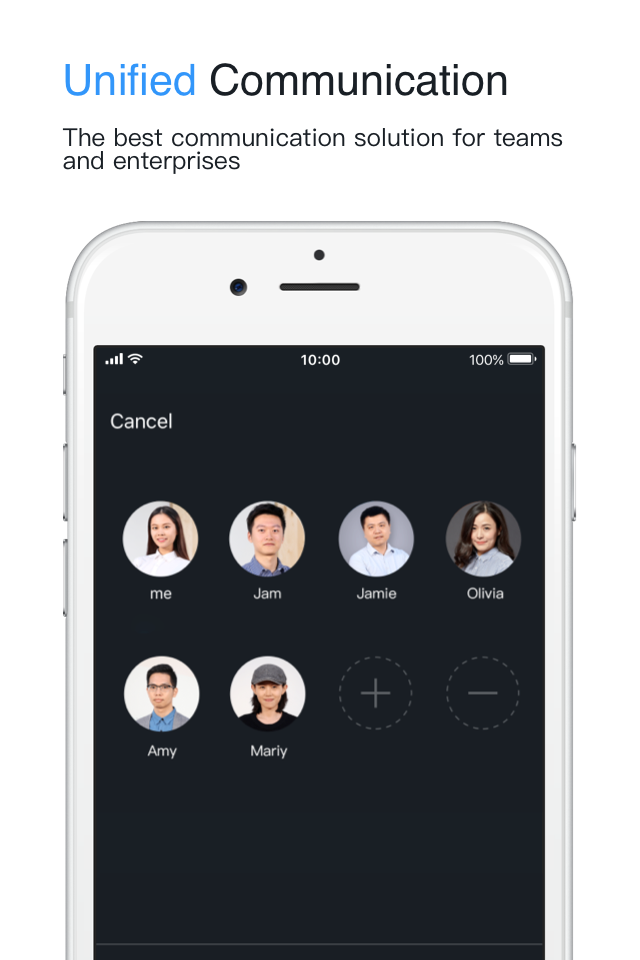 Unified Communication
The best communication solution for teams
and enterprises
10:00
100%
Cancel
me
Jam
Jamie
Olivia
Amy
Mariy